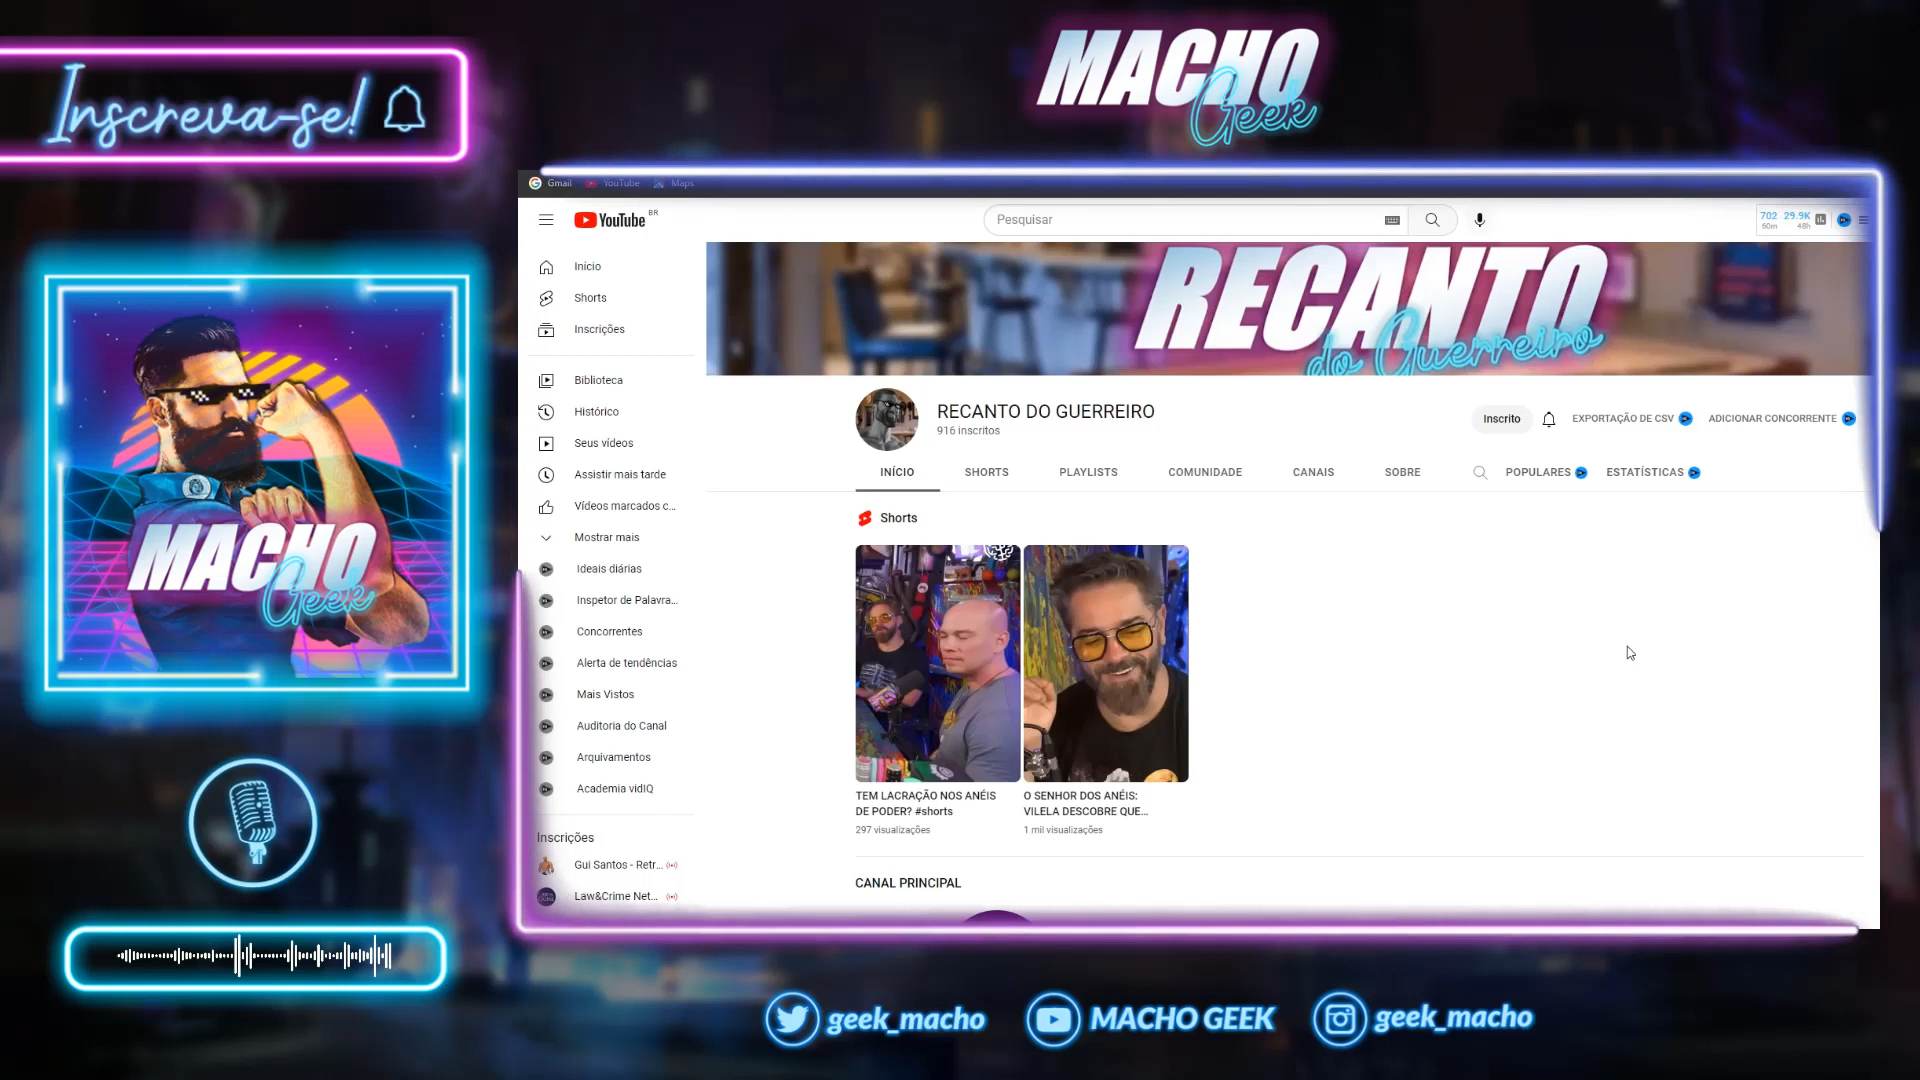 Inscreva-se!
MACHO
Geek
Gmail YouTube Maps
YouTube BR
Pesquisar
702 29.9K
60m 48h
Início
Shorts
Inscrições
Biblioteca
Histórico
Seus vídeos
Assistir mais tarde
Vídeos marcados c...
Mostrar mais
Ideais diárias
Inspetor de Palavra...
Concorrentes
Alerta de tendências
Mais Vistos
Auditoria do Canal
Arquivamentos
Academia vidIQ
Inscrições
Gui Santos - Retr...
Law&Crime Net...
RECANTO
do Guerreiro
RECANTO DO GUERREIRO
916 inscritos
Inscrito
EXPORTAÇÃO DE CSV
ADICIONAR CONCORRENTE
INÍCIO SHORTS PLAYLISTS COMUNIDADE CANAIS SOBRE POPULARES ESTATÍSTICAS
Shorts
TEM LACRAÇÃO NOS ANÉIS
DE PODER? #shorts
297 visualizações
O SENHOR DOS ANÉIS:
VILELA DESCOBRE QUE...
1 mil visualizações
CANAL PRINCIPAL
MACHO
Geek
geek_macho MACHO GEEK geek_macho